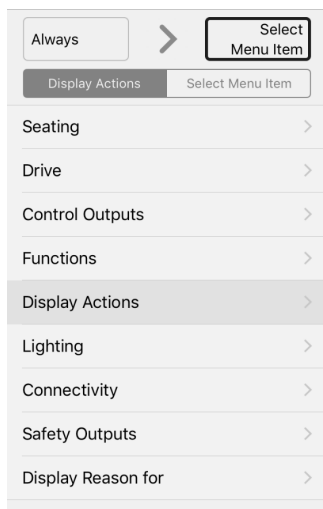 Always
Select
Menu Item
Display Actions
Select Menu Item
Seating
Drive
Control Outputs
Functions
Display Actions
Lighting
Connectivity
Safety Outputs
Display Reason for